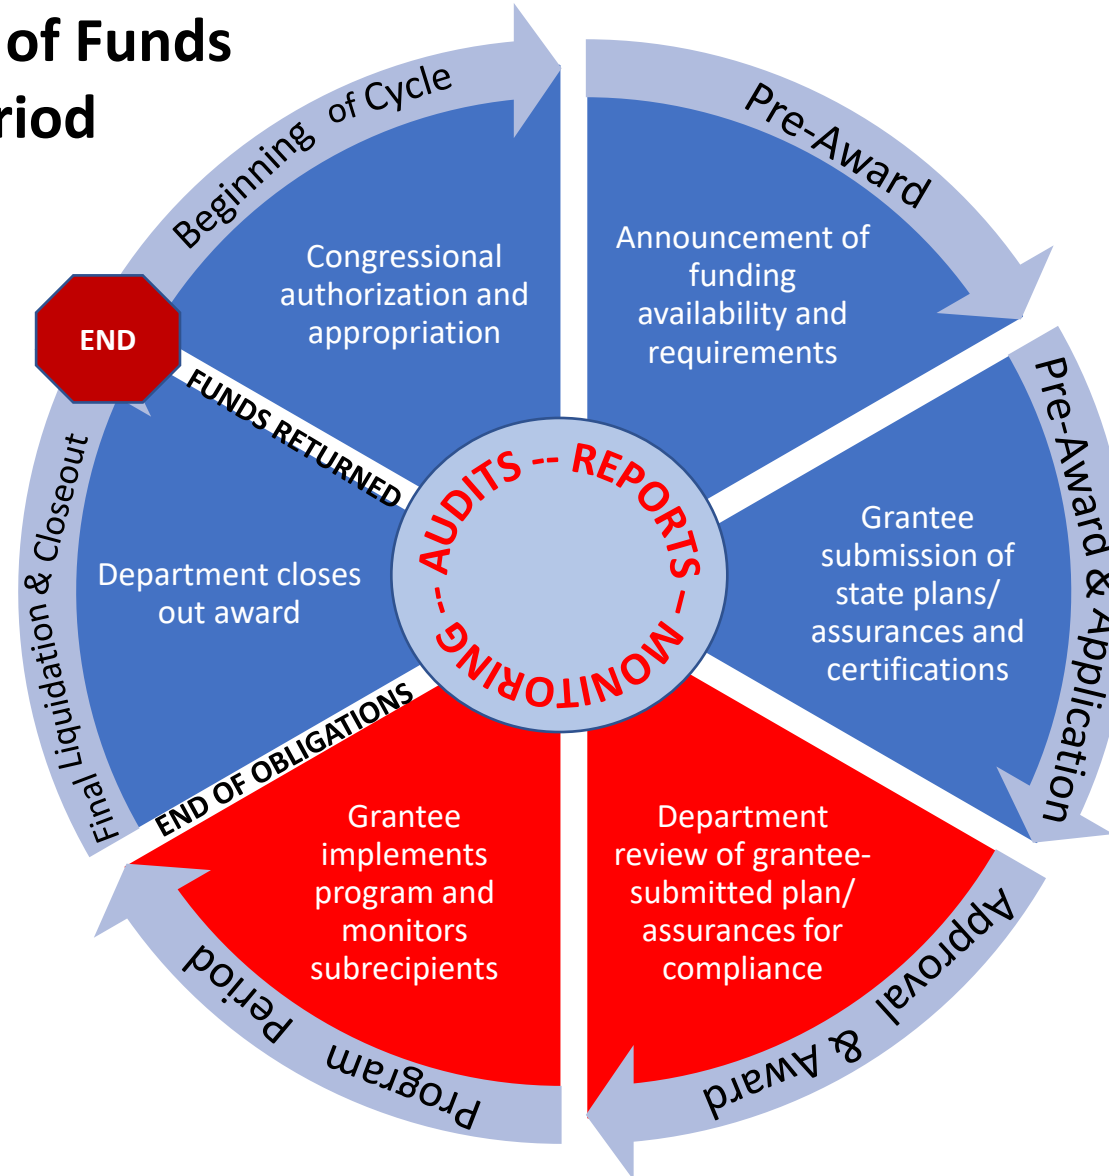 of Funds
riod
Beginning of Cycle
Pre-Award
Congressional
authorization and
appropriation
Announcement of
funding
availability and
requirements
END
FUNDS RETURNED
Pre-Award & Application
AUDITS -- REPORTS – MONITORING--
Grantee
submission of
state plans/
assurances and
certifications
Department closes
out award
Final Liquidation & Closeout
END OF OBLIGATIONS
Grantee
implements
program and
monitors
subrecipients
Department
review of grantee-
submitted plan/
assurances for
compliance
Approval & Award
Program Period